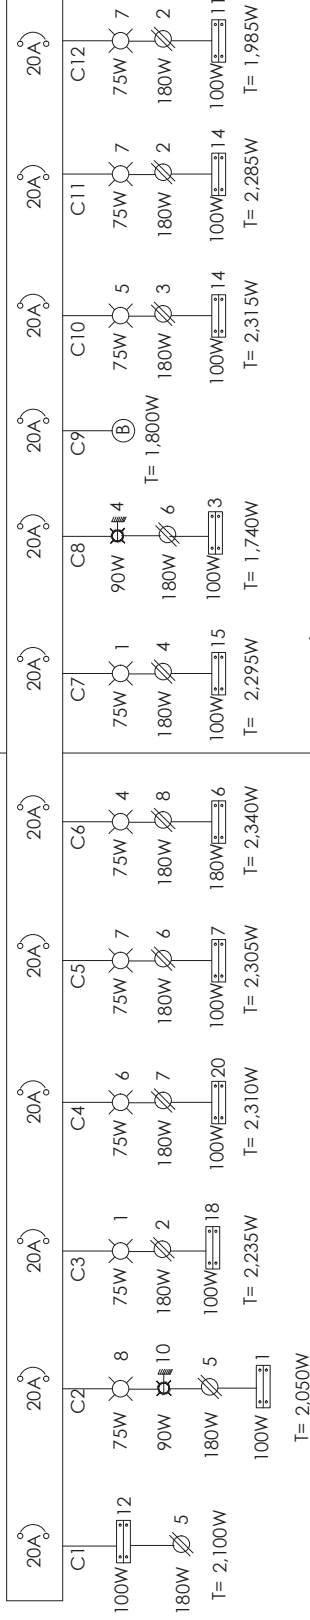 20A
C1
100W 12
180W 5
T= 2,100W
20A
C2
75W 8
90W 10
180W 5
100W 1
T= 2,050W
20A
C3
75W 1
180W 2
100W 18
T= 2,235W
20A
C4
75W 6
180W 7
100W 20
T= 2,310W
20A
C5
75W 7
180W 6
100W 7
T= 2,305W
20A
C6
75W 4
180W 8
180W 6
T= 2,340W
20A
C7
75W 1
180W 4
100W 15
T= 2,295W
20A
C8
90W 4
180W 6
100W 3
T= 1,740W
20A
C9
B
T= 1,800W
20A
C10
75W 5
180W 3
100W 14
T= 2,315W
20A
C11
75W 7
180W 2
100W 14
T= 2,285W
20A
C12
75W 7
180W 2
100W 11
T= 1,985W